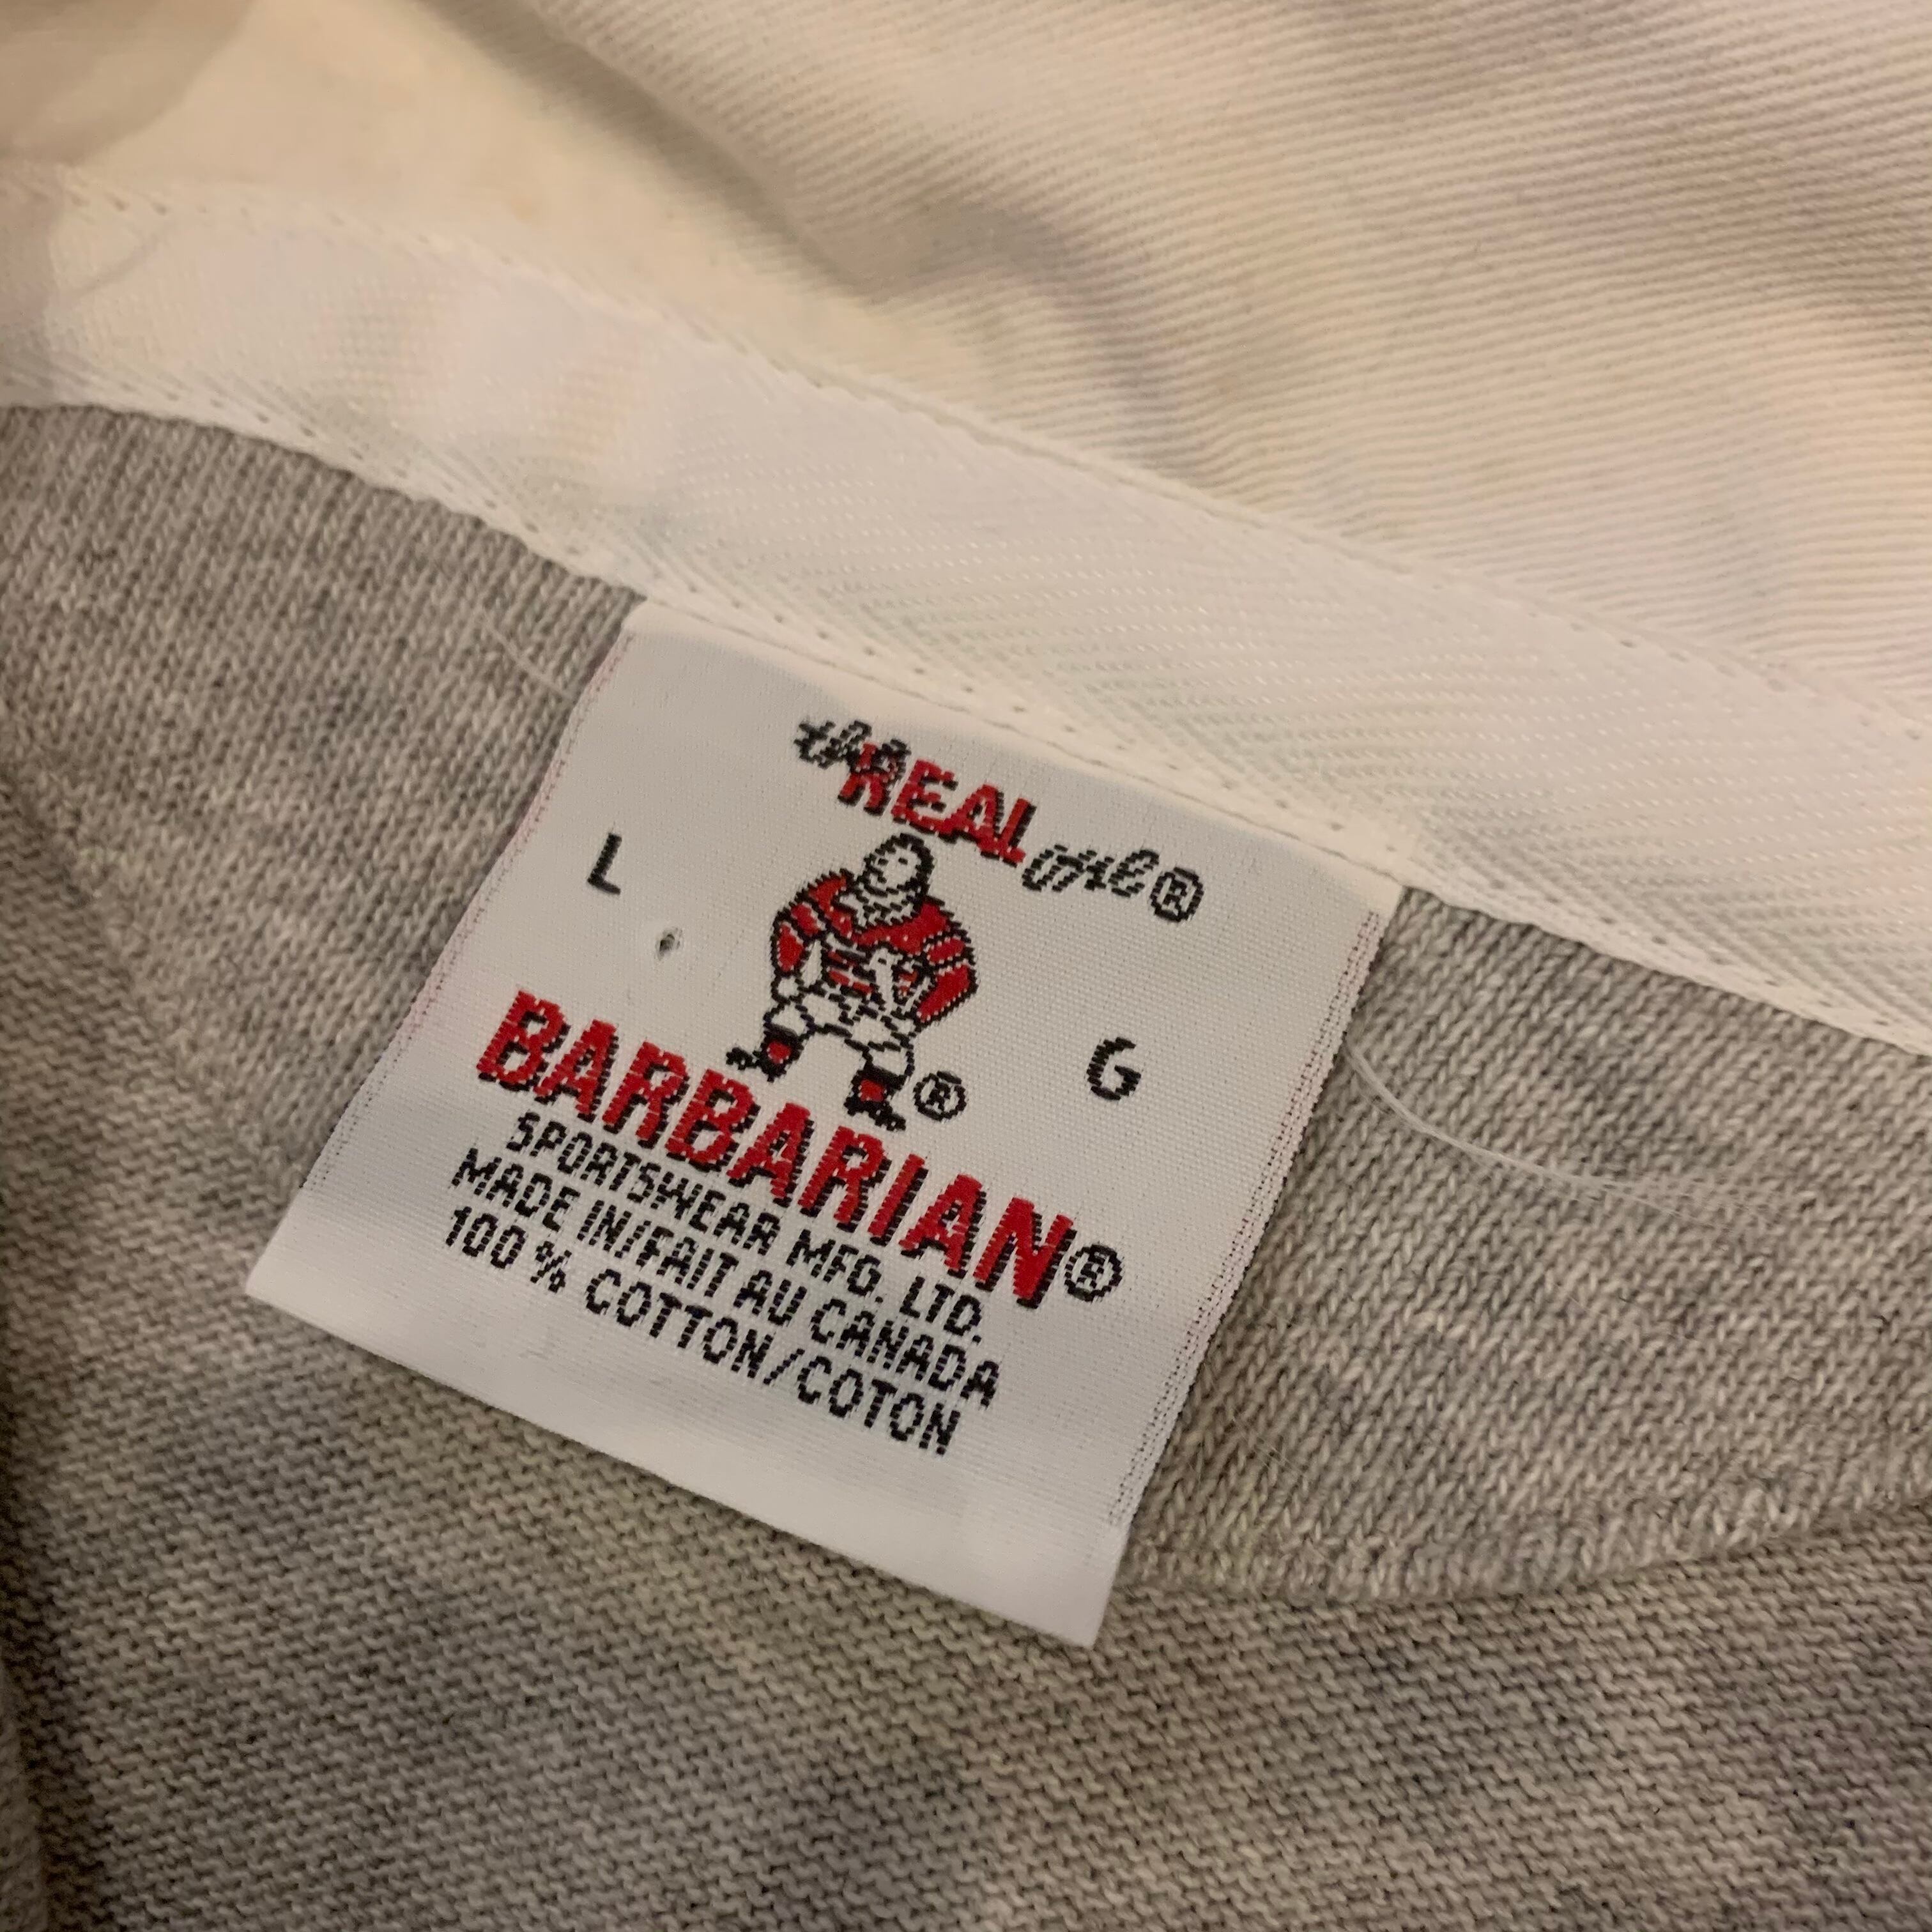 the REAL one®
L G
®
BARBARIAN®
SPORTSWEAR MFG. LTD.
MADE IN/FAIT AU CANADA
100% COTTON/COTON